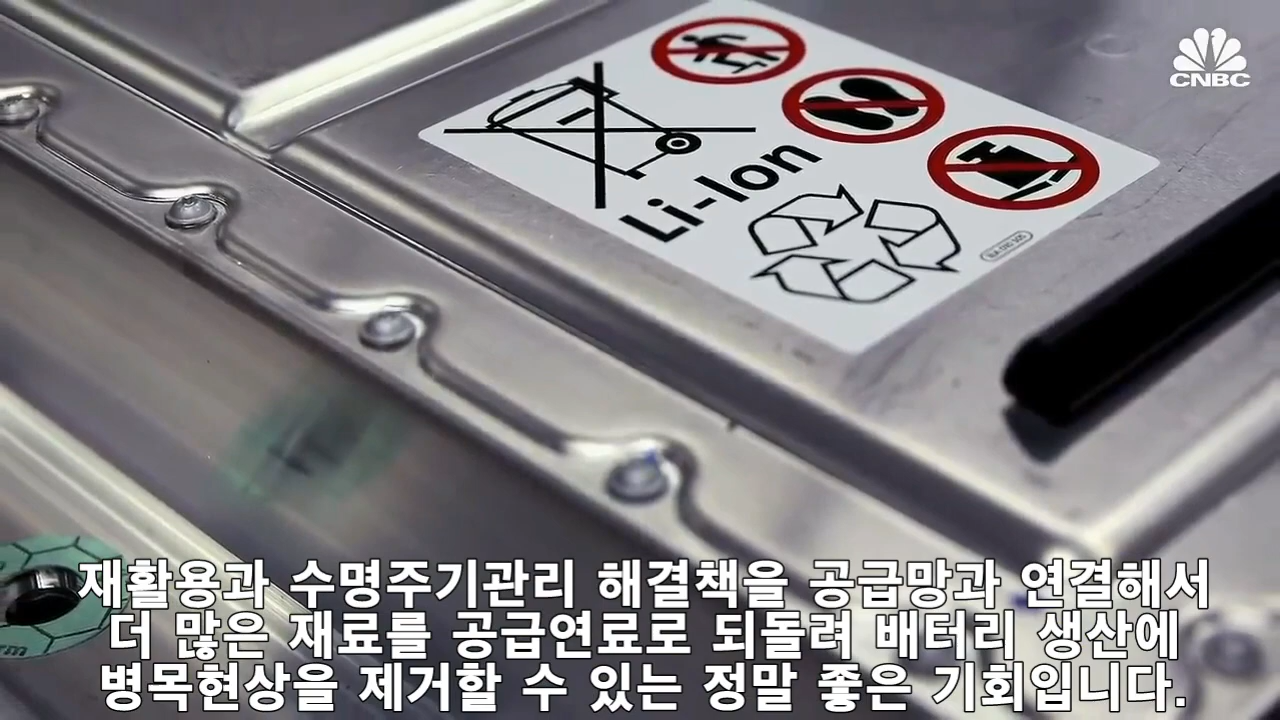 CNBC
Li-Ion
재활용과 수명주기관리 해결책을 공급망과 연결해서
더 많은 재료를 공급연료로 되돌려 배터리 생산에
병목현상을 제거할 수 있는 정말 좋은 기회입니다.